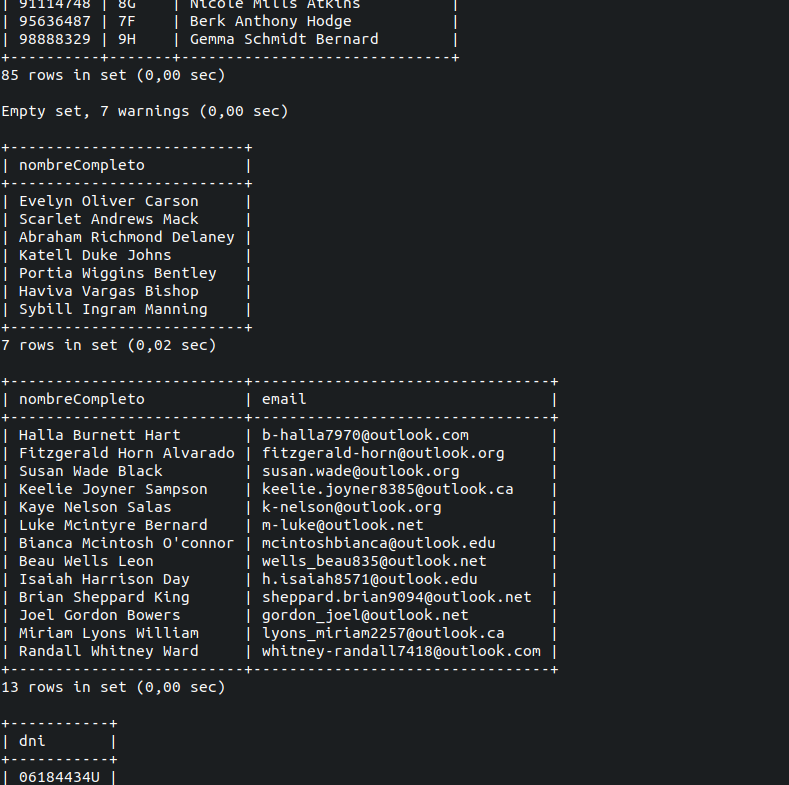 | 91114748 | 8G    | Nicole Mills Atkins          |
| 95636487 | 7F    | Berk Anthony Hodge           |
| 98888329 | 9H    | Gemma Schmidt Bernard        |
+----------+-------+------------------------------+
85 rows in set (0,00 sec)

Empty set, 7 warnings (0,00 sec)

+--------------------------+
| nombreCompleto           |
+--------------------------+
| Evelyn Oliver Carson     |
| Scarlet Andrews Mack     |
| Abraham Richmond Delaney |
| Katell Duke Johns        |
| Portia Wiggins Bentley   |
| Haviva Vargas Bishop     |
| Sybill Ingram Manning    |
+--------------------------+
7 rows in set (0,02 sec)

+--------------------------+---------------------------------+
| nombreCompleto           | email                           |
+--------------------------+---------------------------------+
| Halla Burnett Hart       | b-halla7970@outlook.com         |
| Fitzgerald Horn Alvarado | fitzgerald-horn@outlook.org     |
| Susan Wade Black         | susan.wade@outlook.org          |
| Keelie Joyner Sampson    | keelie.joyner8385@outlook.ca    |
| Kaye Nelson Salas        | k-nelson@outlook.org            |
| Luke Mcintyre Bernard    | m-luke@outlook.net              |
| Bianca Mcintosh O'connor | mcintoshbianca@outlook.edu      |
| Beau Wells Leon          | wells_beau835@outlook.net       |
| Isaiah Harrison Day      | h.isaiah8571@outlook.edu        |
| Brian Sheppard King      | sheppard.brian9094@outlook.net  |
| Joel Gordon Bowers       | gordon_joel@outlook.net         |
| Miriam Lyons William     | lyons_miriam2257@outlook.ca     |
| Randall Whitney Ward     | whitney-randall7418@outlook.com |
+--------------------------+---------------------------------+
13 rows in set (0,00 sec)

+-----------+
| dni       |
+-----------+
| 06184434U |